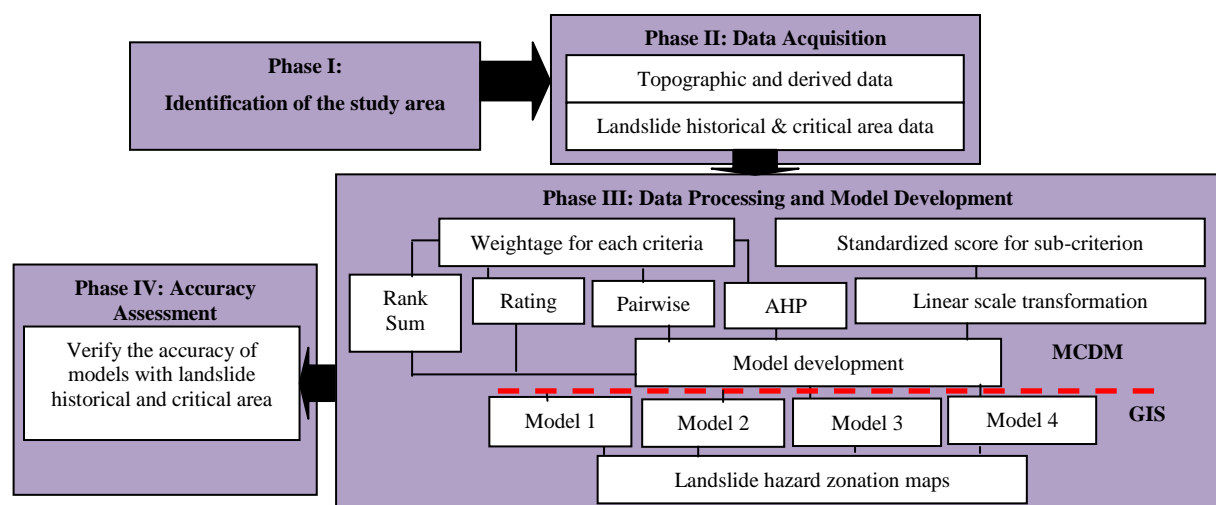 Phase I:
Identification of the study area
Phase II: Data Acquisition
Topographic and derived data
Landslide historical & critical area data
Phase III: Data Processing and Model Development
Weightage for each criteria
Standardized score for sub-criterion
Rank
Sum
Rating
Pairwise
AHP
Linear scale transformation
Model development
MCDM
GIS
Model 1
Model 2
Model 3
Model 4
Landslide hazard zonation maps
Phase IV: Accuracy
Assessment
Verify the accuracy of
models with landslide
historical and critical area